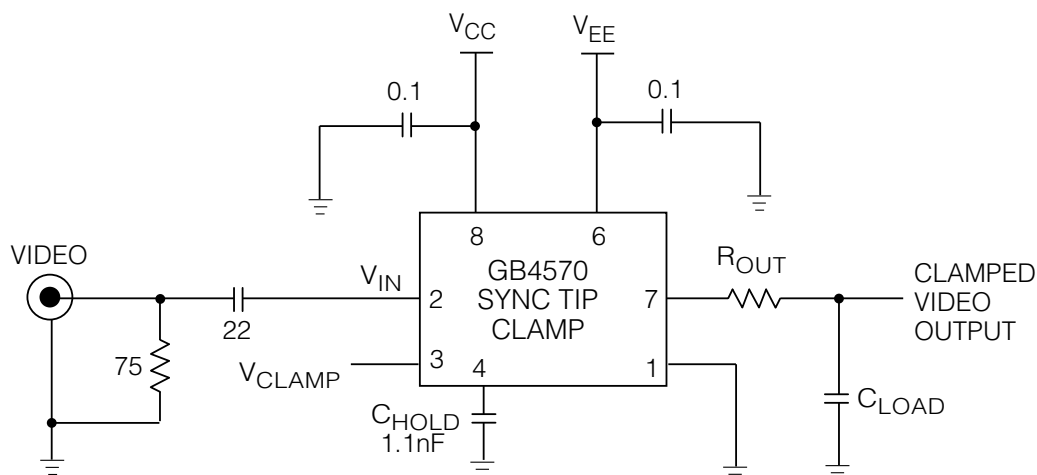 VCC
VEE
0.1
0.1
VIDEO
8
6
GB4570
SYNC TIP
CLAMP
VIN
2
22
75
VCLAMP
3
4
CHOLD
1.1nF
7
1
ROUT
CLAMPED
VIDEO
OUTPUT
CLOAD